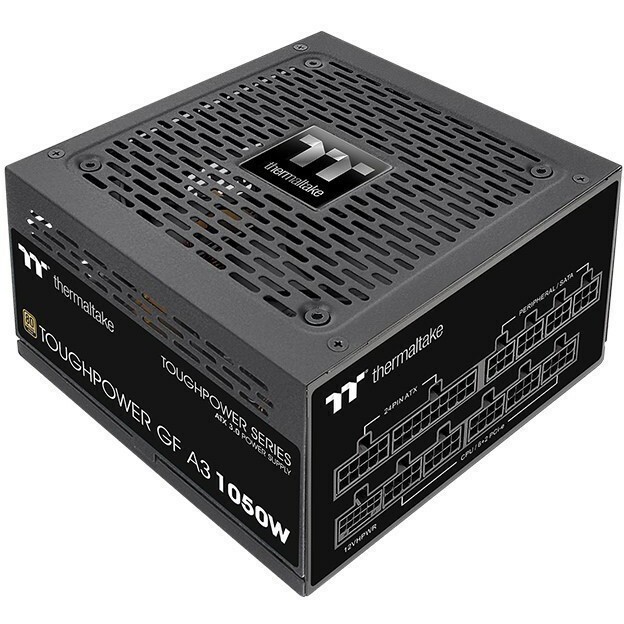 thermaltake
thermaltake
TOUGHPOWER GF A3 1050W
TOUGHPOWER SERIES
ATX 3.0 POWER SUPPLY
thermaltake
24PIN ATX
PERIPHERAL / SATA
CPU / 6+2 PCI-e
12VHPWR